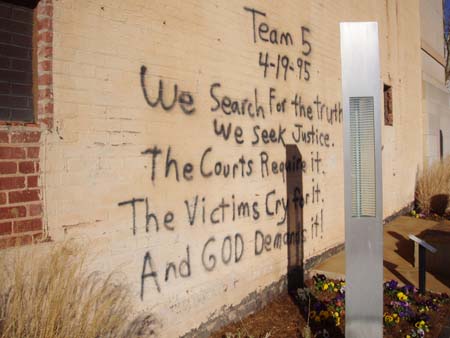 Team 5
4-19-95
We Search For the truth
We seek Justice.
The Courts Require it.
The Victims Cry for It.
And GOD Demands it!